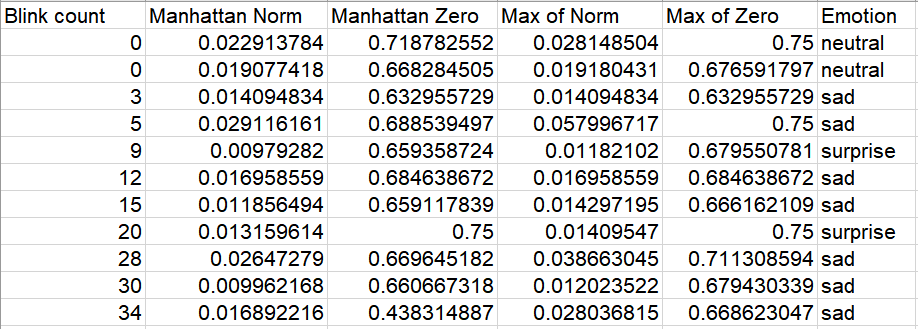 Blink count Manhattan Norm Manhattan Zero Max of Norm Max of Zero Emotion
0 0.022913784 0.718782552 0.028148504 0.75 neutral
0 0.019077418 0.668284505 0.019180431 0.676591797 neutral
3 0.014094834 0.632955729 0.014094834 0.632955729 sad
5 0.029116161 0.688539497 0.057996717 0.75 sad
9 0.00979282 0.659358724 0.01182102 0.679550781 surprise
12 0.016958559 0.684638672 0.016958559 0.684638672 sad
15 0.011856494 0.659117839 0.014297195 0.666162109 sad
20 0.013159614 0.75 0.01409547 0.75 surprise
28 0.02647279 0.669645182 0.038663045 0.711308594 sad
30 0.009962168 0.660667318 0.012023522 0.679430339 sad
34 0.016892216 0.438314887 0.028036815 0.668623047 sad